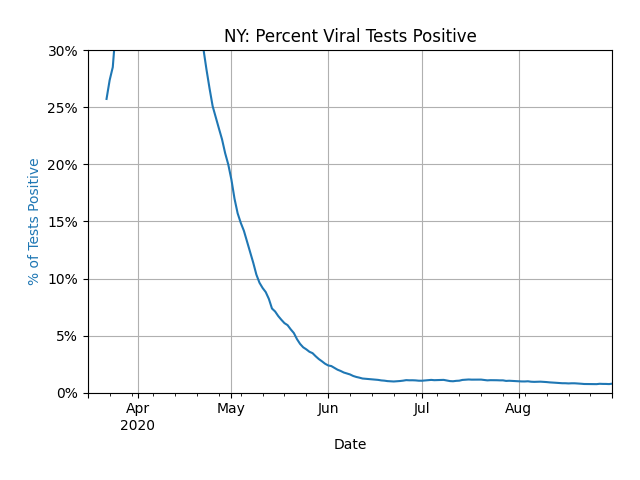 NY: Percent Viral Tests Positive
30%
25%
20%
15%
10%
5%
0%
% of Tests Positive
Apr
2020
May
Jun
Jul
Aug
Date